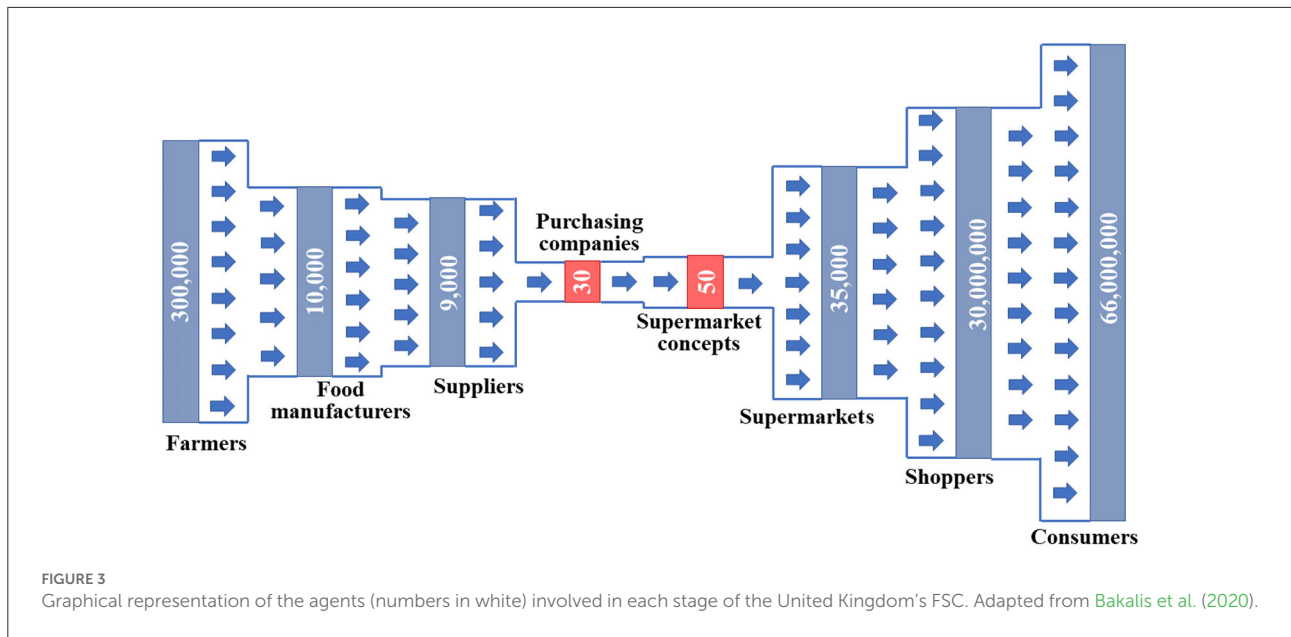 300,000
Farmers
10,000
Food
manufacturers
9,000
Suppliers
Purchasing
companies
30
50
Supermarket
concepts
35,000
Supermarkets
30,000,000
Shoppers
66,000,000
Consumers
FIGURE 3
Graphical representation of the agents (numbers in white) involved in each stage of the United Kingdom's FSC. Adapted from Bakalis et al. (2020).